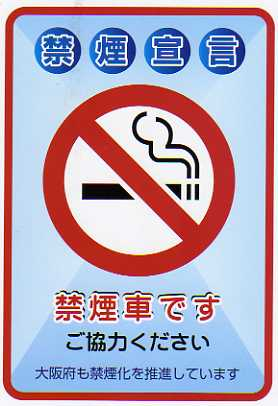 禁煙宣言
禁煙車です
ご協力ください
大阪府も禁煙化を推進しています